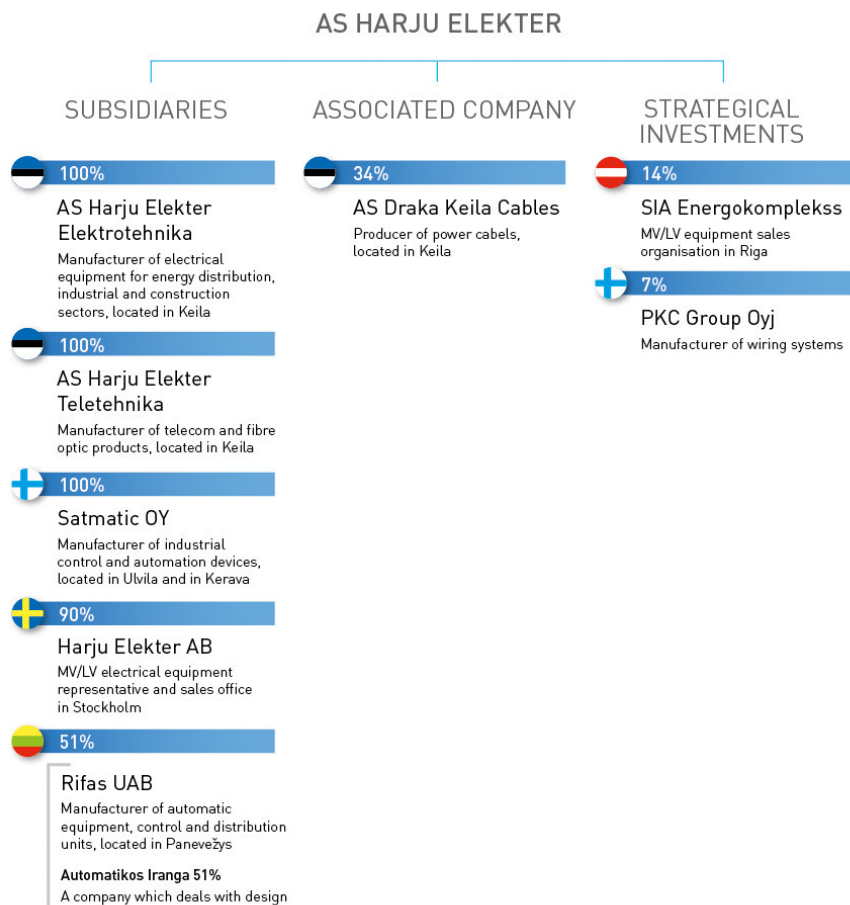 AS HARJU ELEKTER
SUBSIDIARIES
100%
AS Harju Elekter
Elektrotehnika
Manufacturer of electrical
equipment for energy distribution,
industrial and construction
sectors, located in Keila
100%
AS Harju Elekter
Teletehnika
Manufacturer of telecom and fibre
optic products, located in Keila
100%
Satmatic OY
Manufacturer of industrial
control and automation devices,
located in Ulvila and in Kerava
90%
Harju Elekter AB
MV/LV electrical equipment
representative and sales office
in Stockholm
51%
Rifas UAB
Manufacturer of automatic
equipment, control and distribution
units, located in Panevežys
Automatikos Iranga 51%
A company which deals with design
ASSOCIATED COMPANY
34%
AS Draka Keila Cables
Producer of power cabels,
located in Keila
STRATEGICAL
INVESTMENTS
14%
SIA Energokomplekss
MV/LV equipment sales
organisation in Riga
7%
PKC Group Oyj
Manufacturer of wiring systems